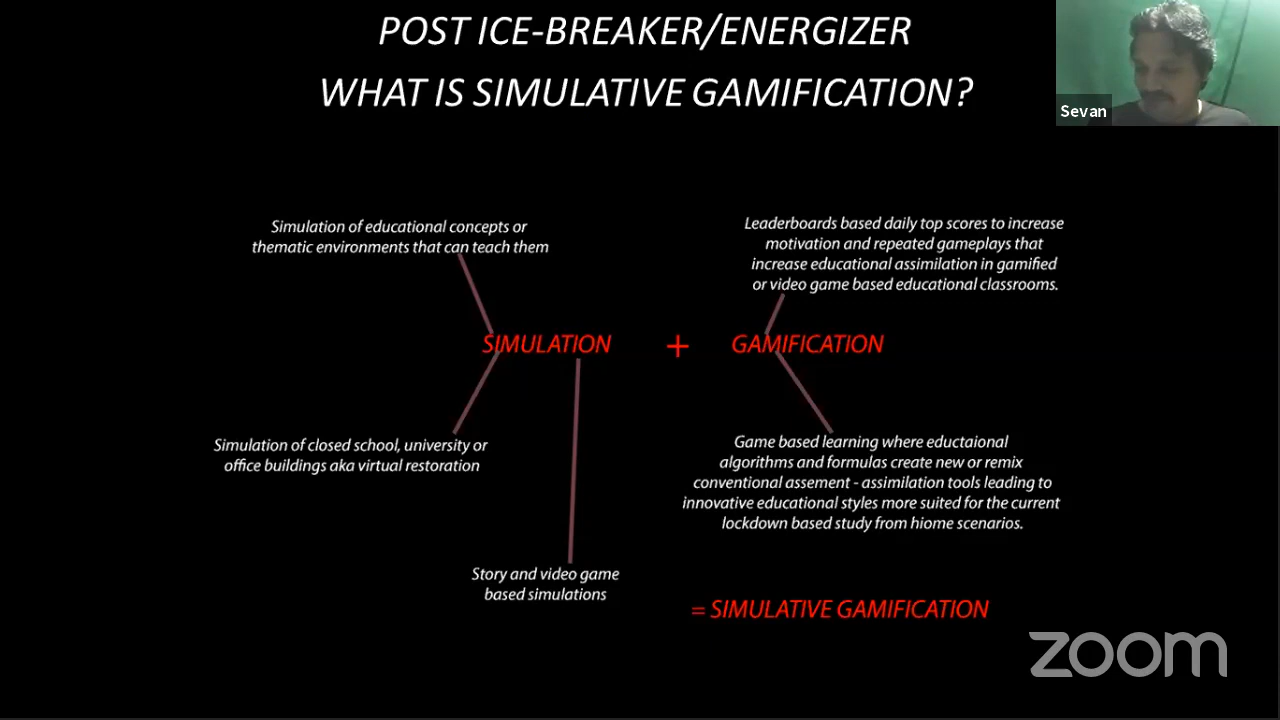 POST ICE-BREAKER/ENERGIZER
WHAT IS SIMULATIVE GAMIFICATION?
Sevan
Simulation of educational concepts or
thematic environments that can teach them
Leaderboards based daily top scores to increase
motivation and repeated gameplays that
increase educational assimilation in gamified
or video game based educational classrooms.
SIMULATION + GAMIFICATION
Simulation of closed school, university or
office buildings aka virtual restoration
Game based learning where eductaional
algorithms and formulas create new or remix
conventional assement - assimilation tools leading to
innovative educational styles more suited for the current
lockdown based study from hiome scenarios.
Story and video game
based simulations
= SIMULATIVE GAMIFICATION
zoom